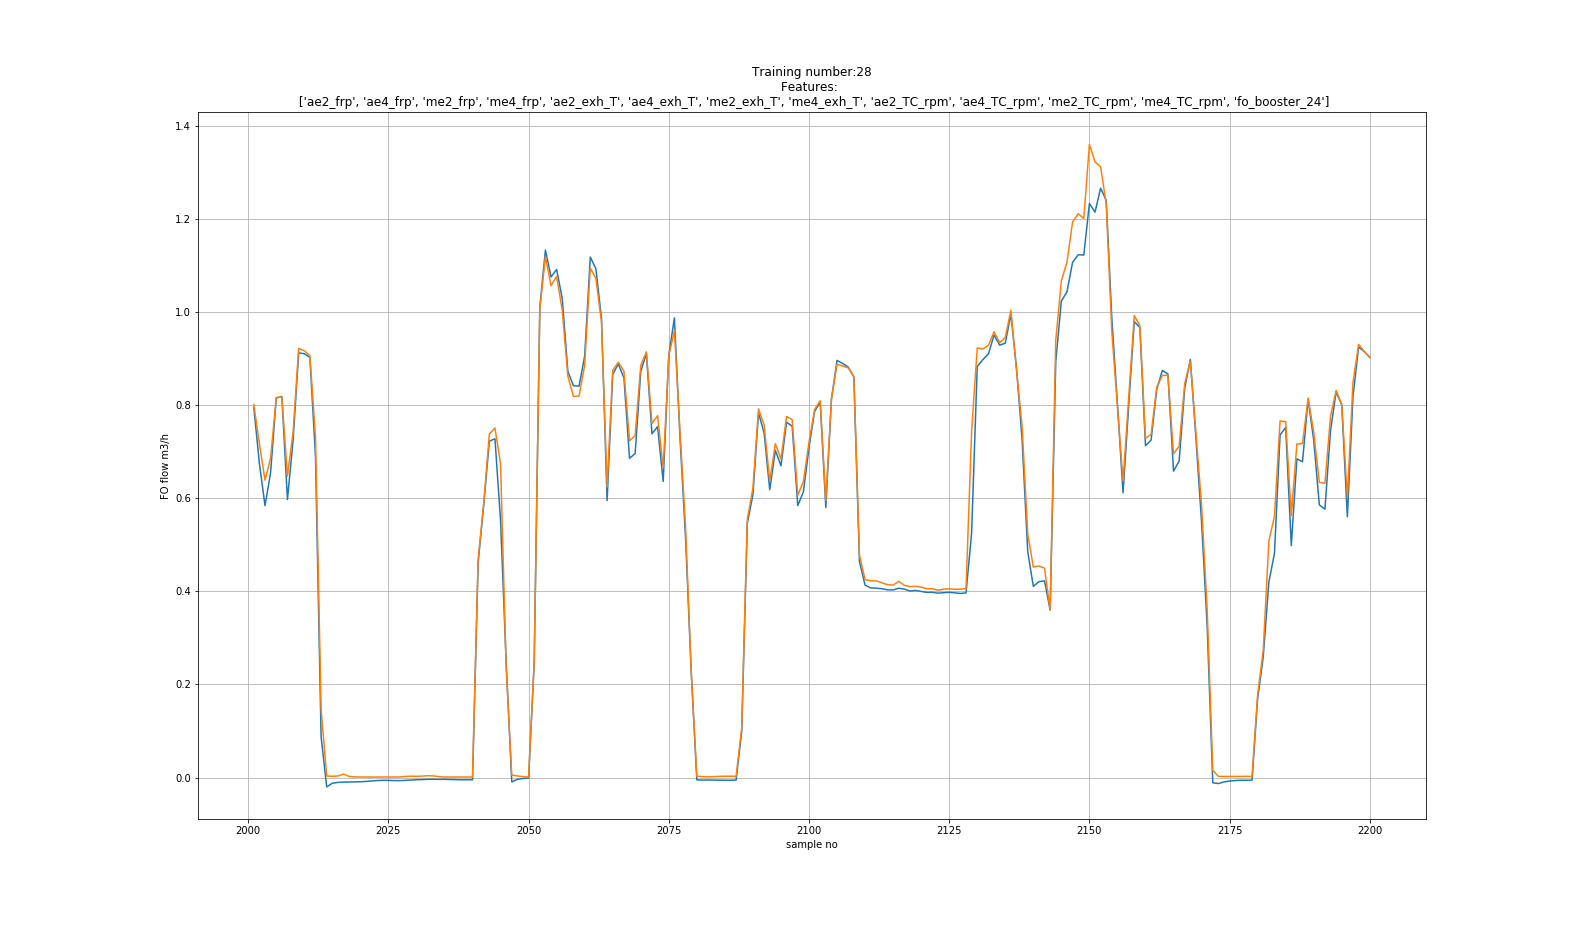 Training number:28
Features:
['ae2_frp', 'ae4_frp', 'me2_frp', 'me4_frp', 'ae2_exh_T', 'ae4_exh_T', 'me2_exh_T', 'me4_exh_T', 'ae2_TC_rpm', 'ae4_TC_rpm', 'me2_TC_rpm', 'me4_TC_rpm', 'fo_booster_24']
FO flow m3/h
1.4
1.2
1.0
0.8
0.6
0.4
0.2
0.0
2000 2025 2050 2075 2100 2125 2150 2175 2200
sample no